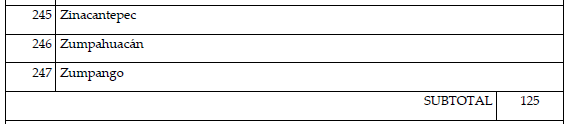 245 Zinacantepec
246 Zumpahuacán
247 Zumpango
SUBTOTAL 125